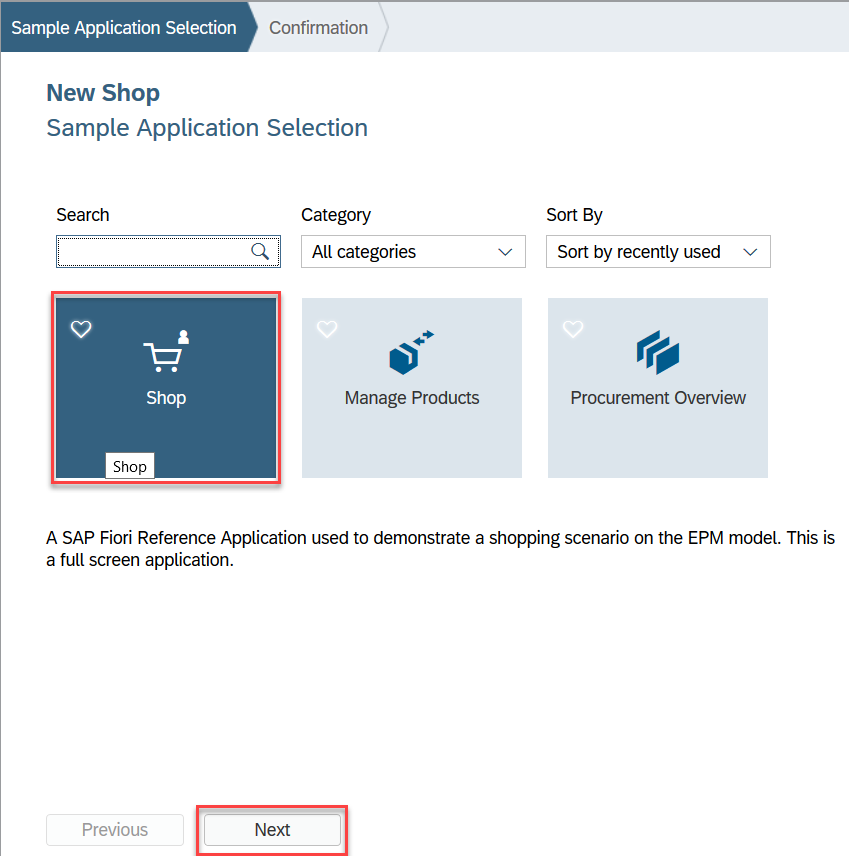 Sample Application Selection
Confirmation
New Shop
Sample Application Selection
Search
Category
Sort By
All categories
Sort by recently used
Shop
Manage Products
Procurement Overview
Shop
A SAP Fiori Reference Application used to demonstrate a shopping scenario on the EPM model. This is
a full screen application.
Previous
Next